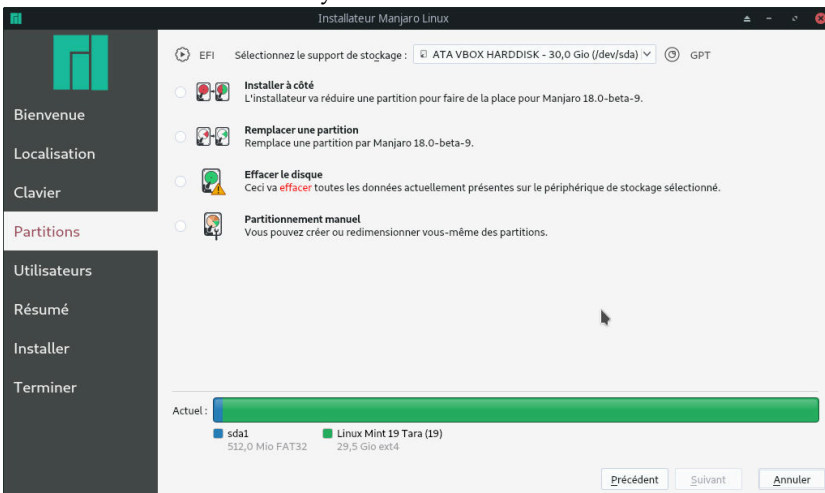 Installateur Manjaro Linux
EFI Sélectionnez le support de stockage : ATA VBOX HARDDISK - 30,0 Gio (/dev/sda) GPT
Installer à côté
L'installateur va réduire une partition pour faire de la place pour Manjaro 18.0-beta-9.
Remplacer une partition
Remplace une partition par Manjaro 18.0-beta-9.
Effacer le disque
Ceci va effacer toutes les données actuellement présentes sur le périphérique de stockage sélectionné.
Partitionnement manuel
Vous pouvez créer ou redimensionner vous-même des partitions.
Bienvenue
Localisation
Clavier
Partitions
Utilisateurs
Résumé
Installer
Terminer
Actuel :
sda1 Linux Mint 19 Tara (19)
512,0 Mio FAT32 29,5 Gio ext4
Précédent Suivant Annuler